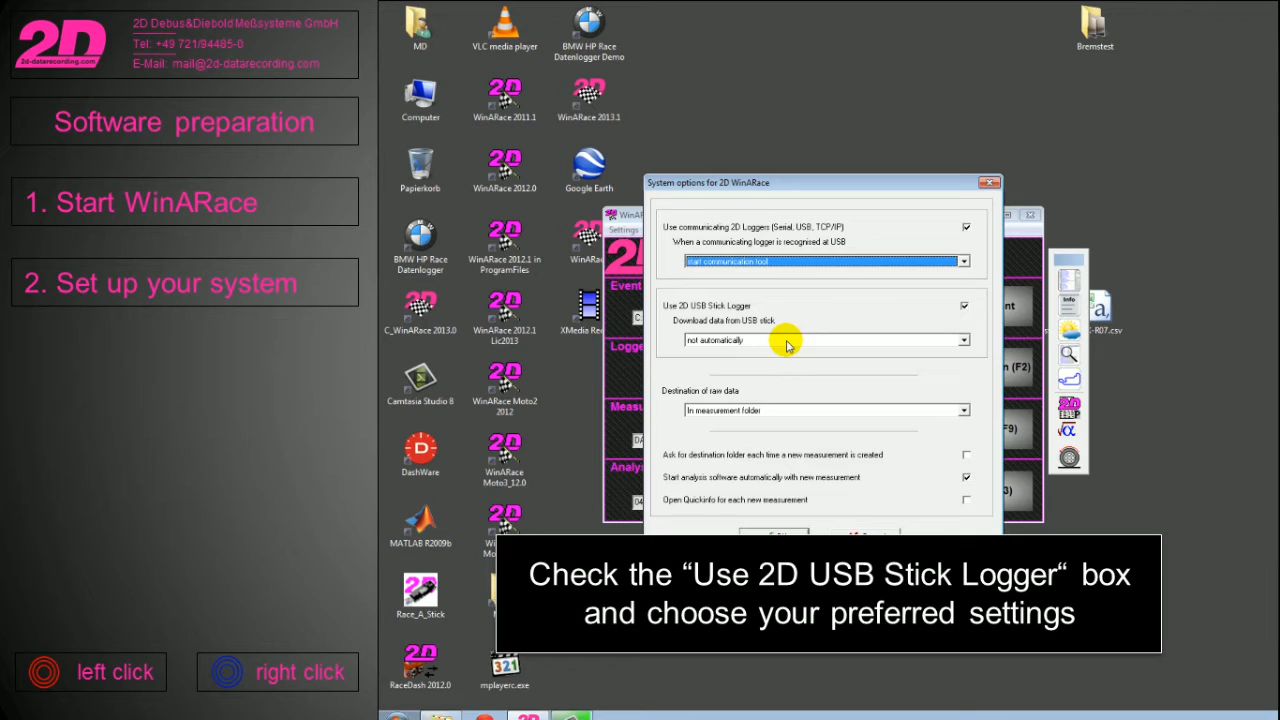 2D
2d-datarecording.com
2D Debus&Diebold Meßsysteme GmbH
Tel: +49 721/94485-0
E-Mail: mail@2d-datarecording.com
Software preparation
1. Start WinARace
2. Set up your system
left click
right click
MD
VLC media player
BMW HP Race
Datenlogger Demo
Bremstest
Computer
WinARace 2011.1
WinARace 2013.1
Papierkorb
WinARace 2012.0
Google Earth
BMW HP Race
Datenlogger
WinARace 2012.1 in
ProgramFiles
C_WinARace 2013.0
WinARace 2012.1
Lic2013
Camtasia Studio 8
WinARace Moto2
2012
DashWare
WinARace
Moto3_12.0
MATLAB R2009b
Race_A_Stick
RaceDash 2012.0
mplayerc.exe
System options for 2D WinARace
Use communicating 2D Loggers (Serial, USB, TCP/IP)
When a communicating logger is recognised at USB
start communication tool
Use 2D USB Stick Logger
Download data from USB stick
not automatically
Destination of raw data
In measurement folder
Ask for destination folder each time a new measurement is created
Start analysis software automatically with new measurement
Open Quickinfo for each new measurement
Settings
(F2)
Info
Check the “Use 2D USB Stick Logger“ box
and choose your preferred settings